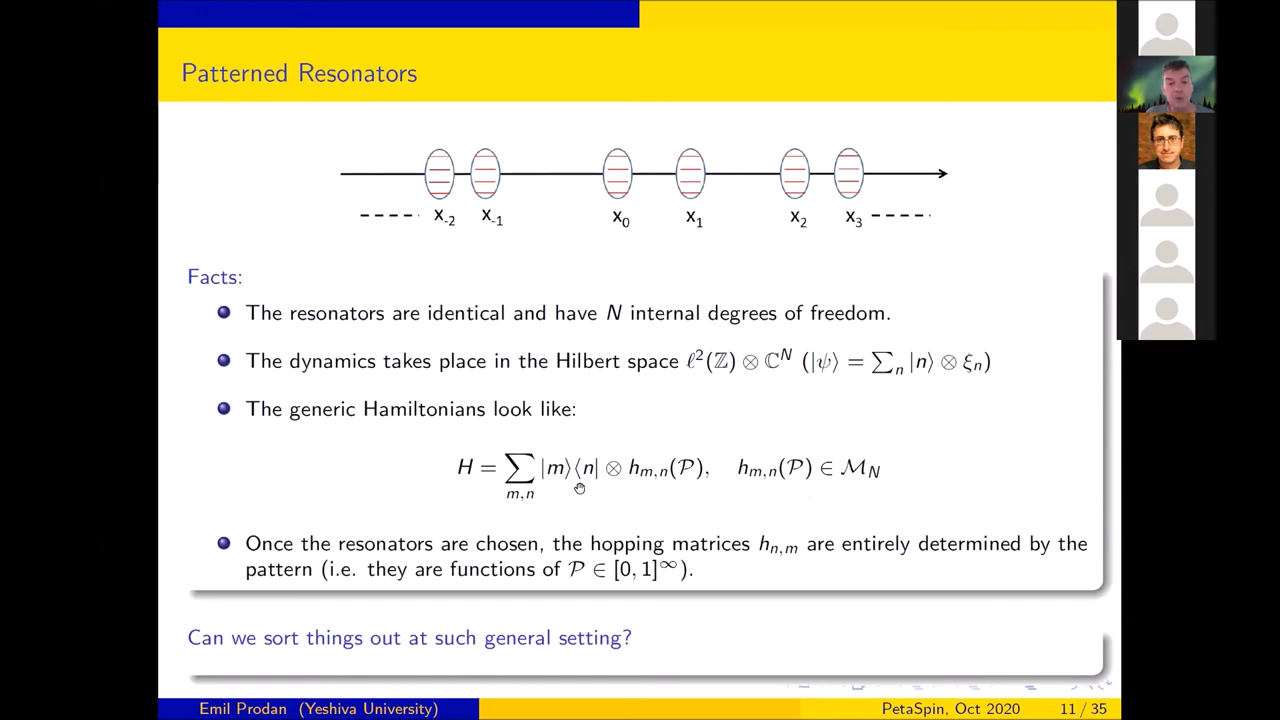 Patterned Resonators
x₋₂ x₋₁ x₀ x₁ x₂ x₃
Facts:
The resonators are identical and have N internal degrees of freedom.
The dynamics takes place in the Hilbert space ℓ²(ℤ) ⊗ ℂᴺ (|ψ⟩ = ∑ₙ |n⟩ ⊗ ξₙ)
The generic Hamiltonians look like:
H = ∑_{m,n} |m⟩⟨n| ⊗ h_{m,n}(𝒫), h_{m,n}(𝒫) ∈ ℳ_N
Once the resonators are chosen, the hopping matrices h_{n,m} are entirely determined by the
pattern (i.e. they are functions of 𝒫 ∈ [0, 1]^∞).
Can we sort things out at such general setting?
Emil Prodan (Yeshiva University) PetaSpin, Oct 2020 11 / 35